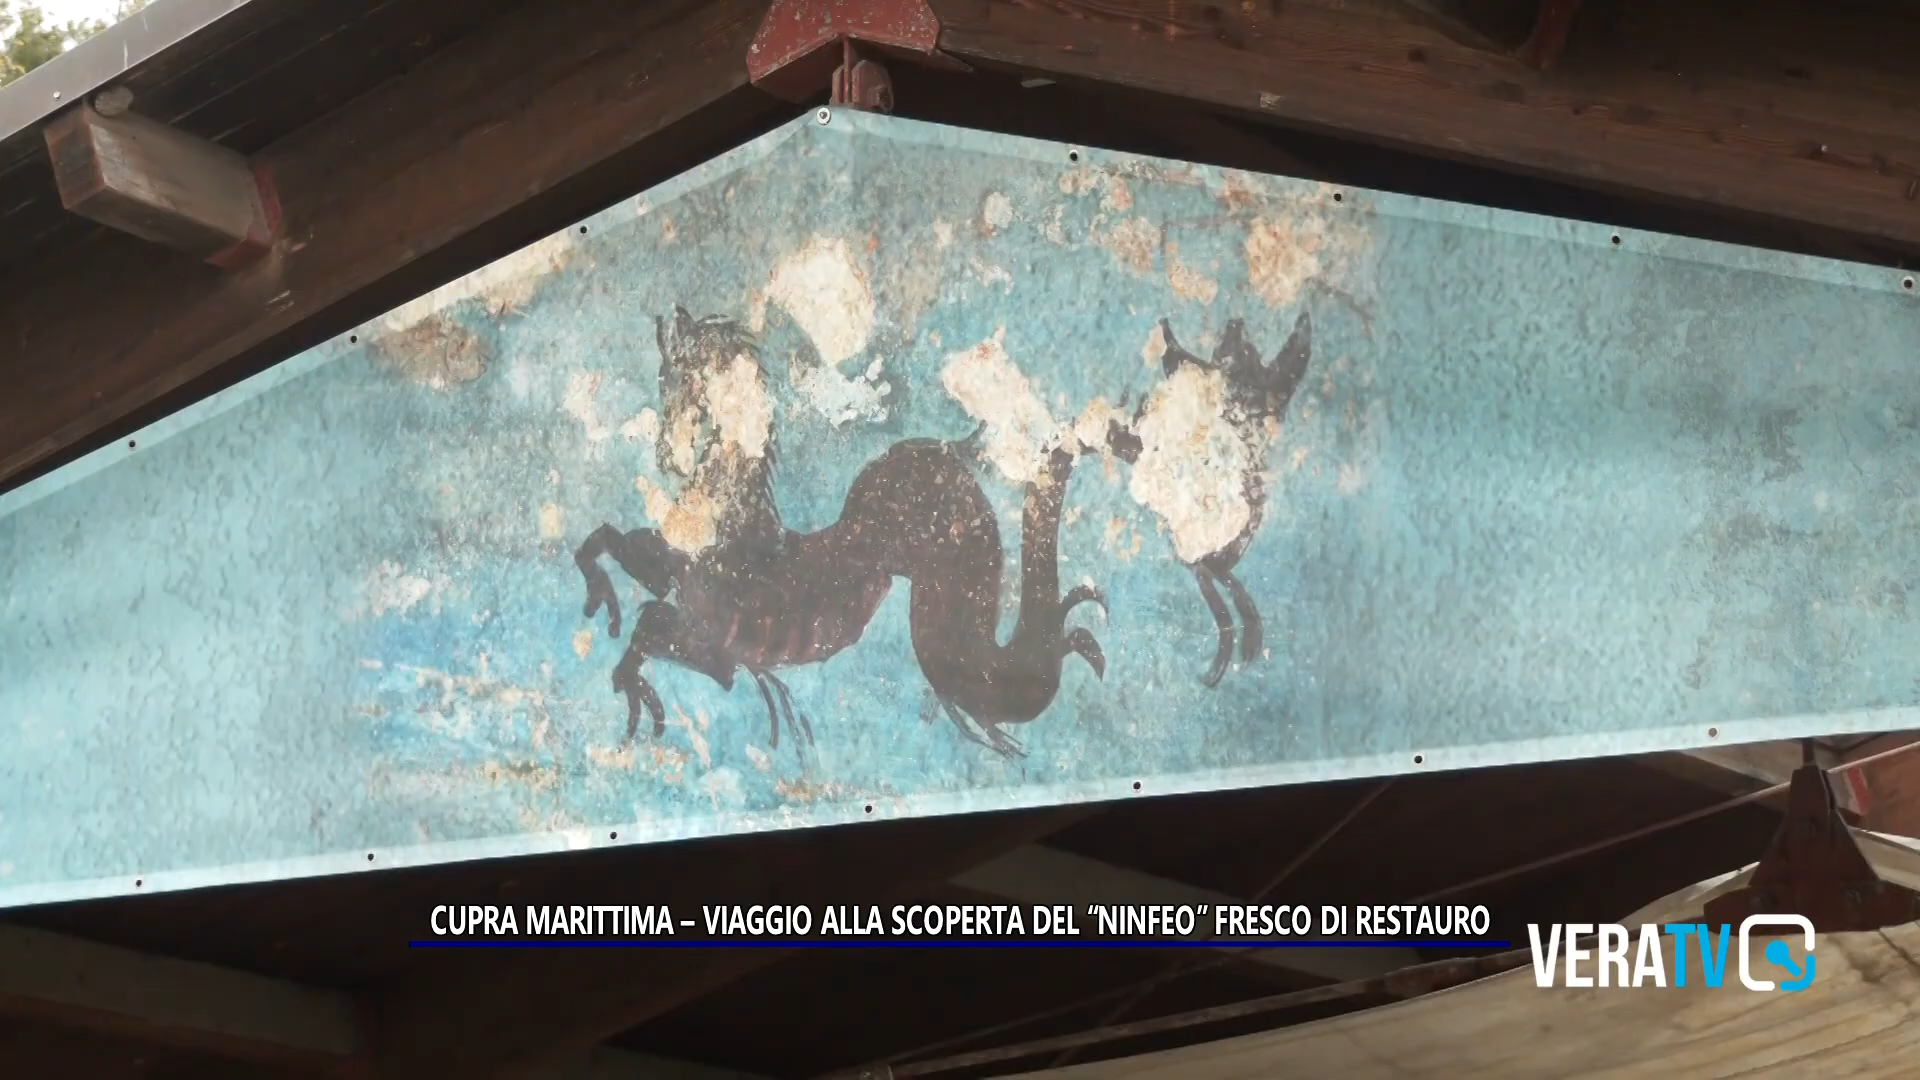 CUPRA MARITTIMA – VIAGGIO ALLA SCOPERTA DEL “NINFEO” FRESCO DI RESTAURO
VERATV